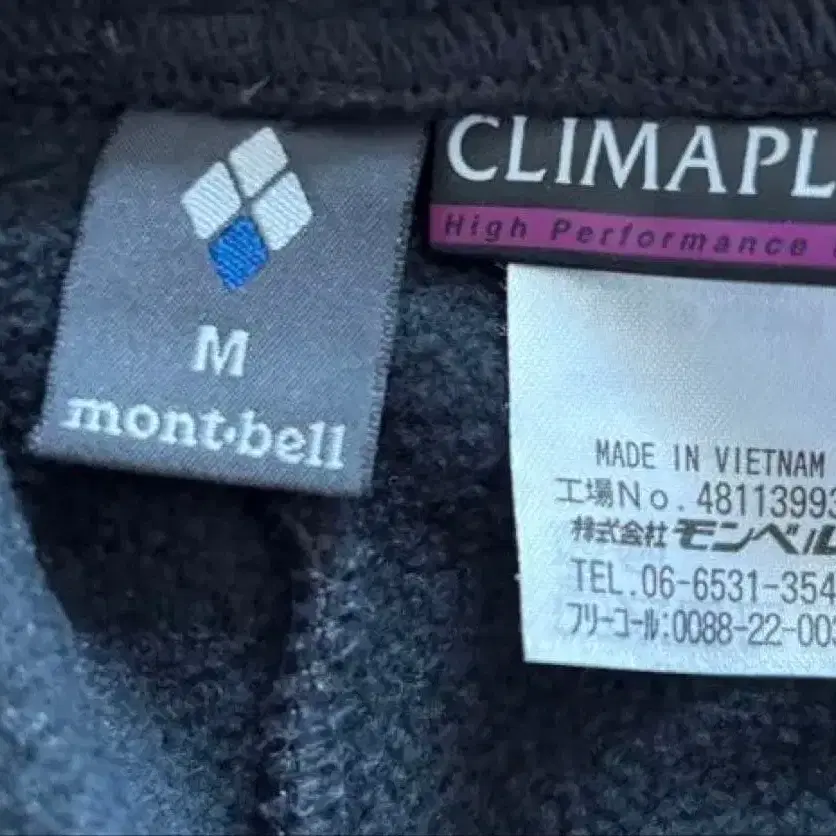 M
mont·bell
CLIMAPL
High Performance
MADE IN VIETNAM
工場No.48113993
株式会社モンベル
TEL.06-6531-354
フリーコール:0088-22-003